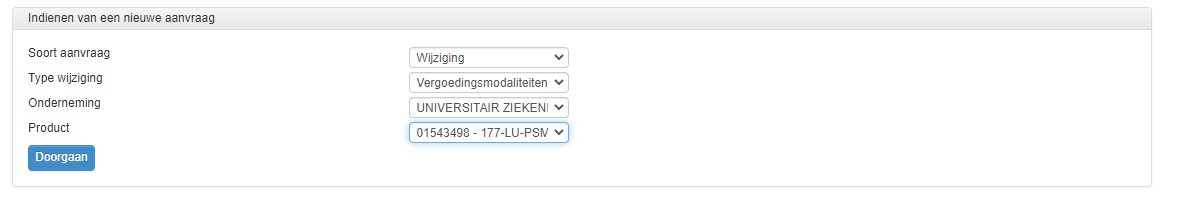 Indienen van een nieuwe aanvraag
Soort aanvraag Wijziging
Type wijziging Vergoedingsmodaliteiten
Onderneming UNIVERSITAIR ZIEKEN
Product 01543498 - 177-LU-PSM
Doorgaan